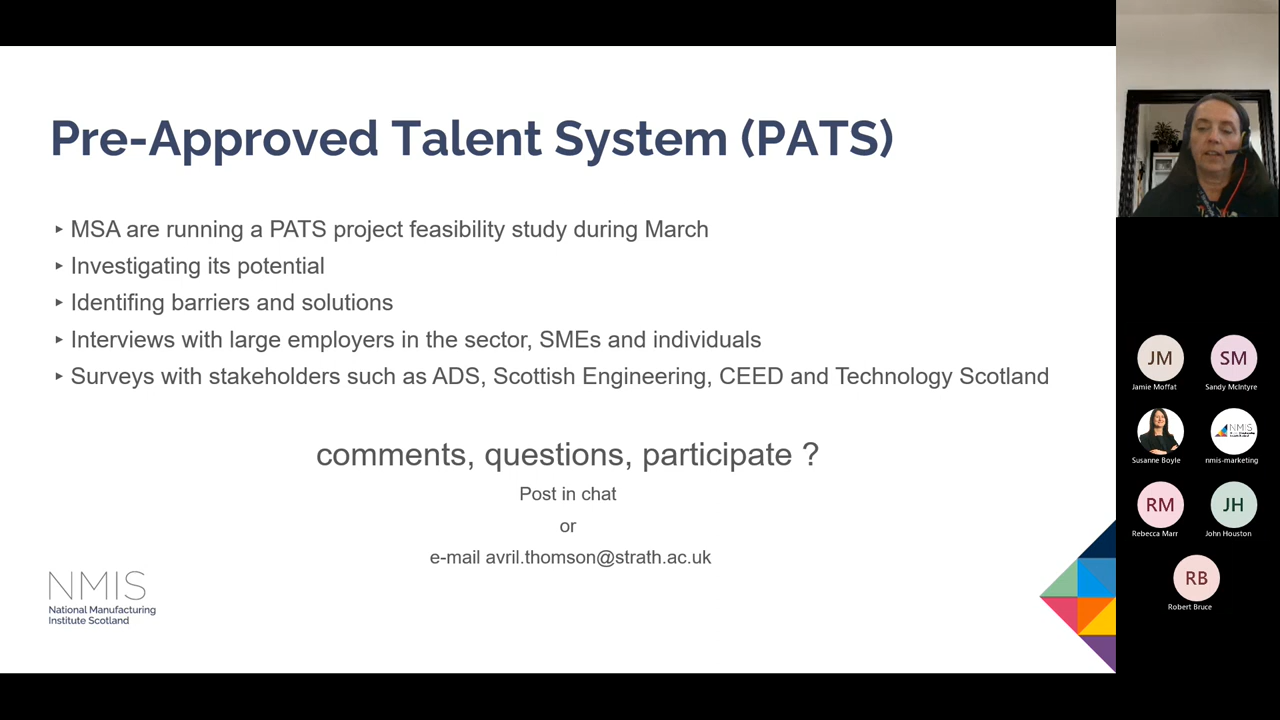 Pre-Approved Talent System (PATS)
‣ MSA are running a PATS project feasibility study during March
‣ Investigating its potential
‣ Identifing barriers and solutions
‣ Interviews with large employers in the sector, SMEs and individuals
‣ Surveys with stakeholders such as ADS, Scottish Engineering, CEED and Technology Scotland
comments, questions, participate ?
Post in chat
or
e-mail avril.thomson@strath.ac.uk
NMIS
National Manufacturing
Institute Scotland
JM
Jamie Moffat
SM
Sandy McIntyre
Susanne Boyle
NMIS
nmis-marketing
RM
Rebecca Marr
JH
John Houston
RB
Robert Bruce